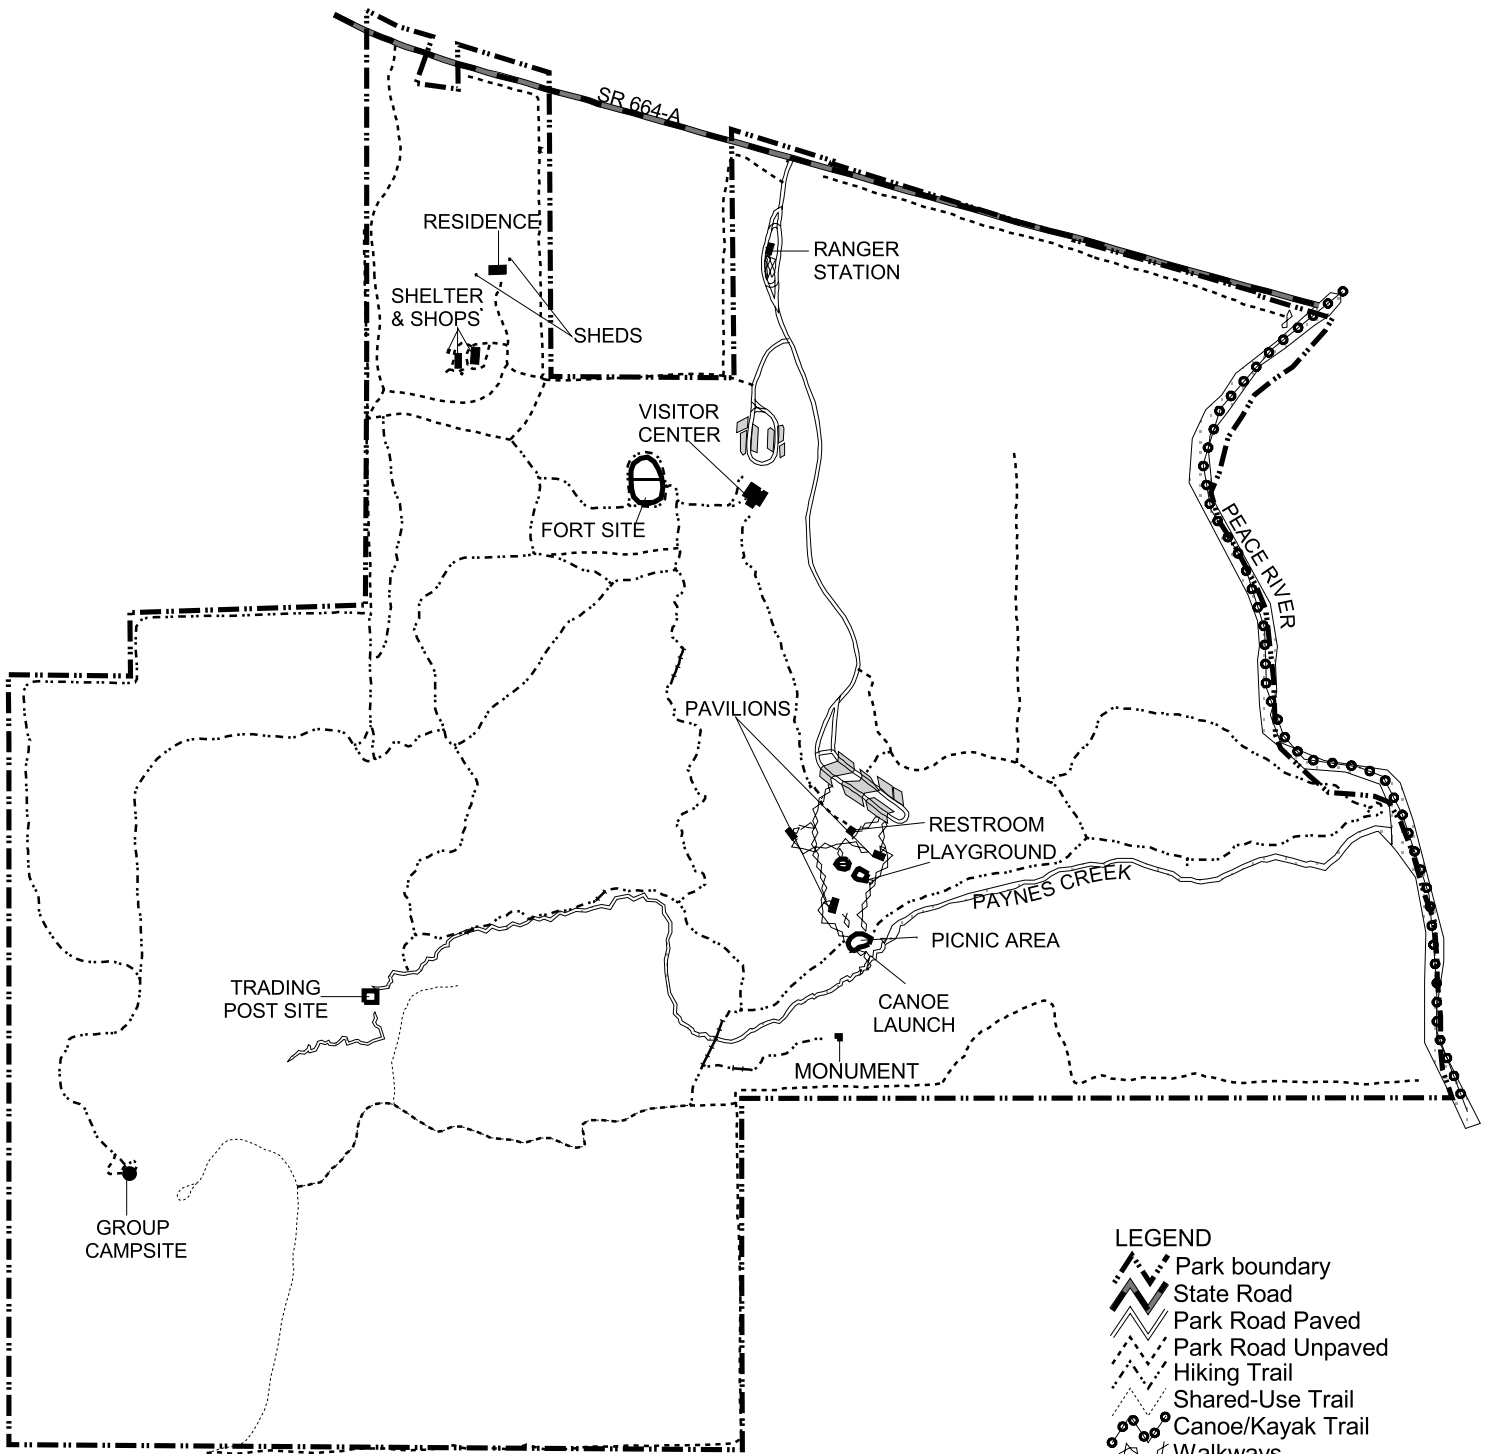 SR 664-A
RESIDENCE
RANGER
STATION
SHELTER
& SHOPS
SHEDS
VISITOR
CENTER
FORT SITE
PEACE RIVER
PAVILIONS
RESTROOM
PLAYGROUND
PAYNES CREEK
PICNIC AREA
TRADING
POST SITE
CANOE
LAUNCH
MONUMENT
GROUP
CAMPSITE
LEGEND
Park boundary
State Road
Park Road Paved
Park Road Unpaved
Hiking Trail
Shared-Use Trail
Canoe/Kayak Trail
Walkways